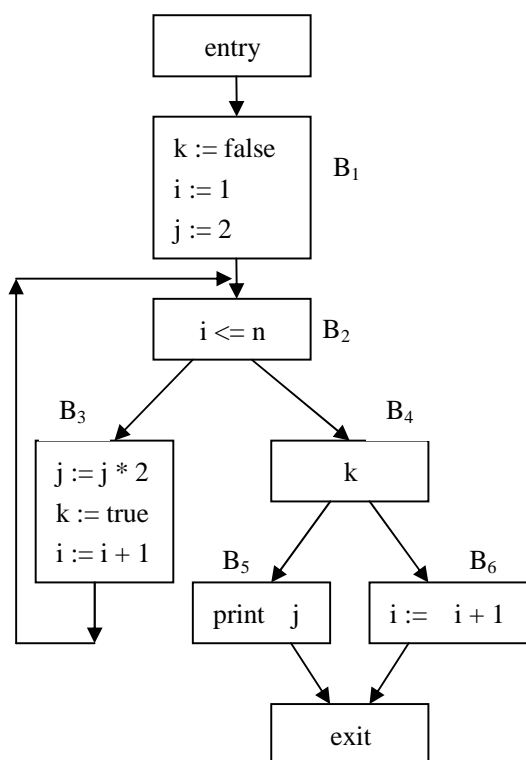 entry
k := false
i := 1
j := 2
B₁
i <= n
B₂
B₃
B₄
j := j * 2
k := true
i := i + 1
k
B₅
B₆
print j
i := i + 1
exit